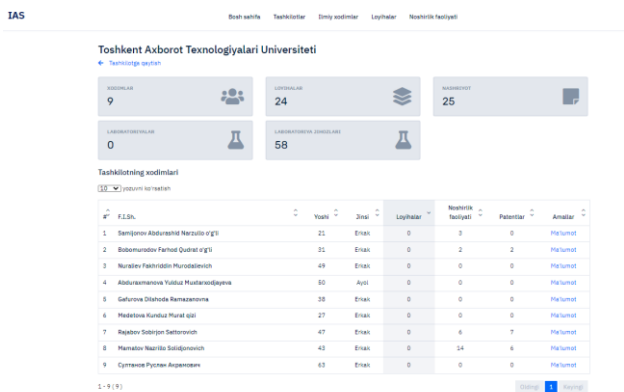 IAS Bosh sahifa Tashkilotlar Ilmiy xodimlar Loyihalar Noshirlik faoliyati
Toshkent Axborot Texnologiyalari Universiteti
← Tashkilotga qaytish
XODIMLAR
9
LOYIHALAR
24
NASHRIYOT
25
LABORATORIYALAR
0
LABORATORIYA JIHOZLARI
58
Tashkilotning xodimlari
10 yozuvni ko'rsatish
# F.I.Sh. Yoshi Jinsi Loyihalar Noshirlik faoliyati Patentlar Amallar
1 Samijonov Abdurashid Narzullo o'g'li 21 Erkak 0 3 0 Ma'lumot
2 Bobomurodov Farhod Qudrat o'g'li 31 Erkak 0 2 2 Ma'lumot
3 Nuraliev Fakhriddin Murodalievich 49 Erkak 0 0 0 Ma'lumot
4 Abduraxmanova Yulduz Muxtarxodjayeva 50 Ayol 0 0 0 Ma'lumot
5 Gafurova Dilshoda Ramazanovna 38 Erkak 0 0 0 Ma'lumot
6 Medetova Kunduz Murat qizi 27 Erkak 0 0 0 Ma'lumot
7 Rajabov Sobirjon Sattorovich 47 Erkak 0 6 7 Ma'lumot
8 Mamatov Nazrillo Solidjonovich 43 Erkak 0 14 6 Ma'lumot
9 Султанов Руслан Акрамович 63 Erkak 0 0 0 Ma'lumot
1 - 9 ( 9 ) Oldingi 1 Keyingi